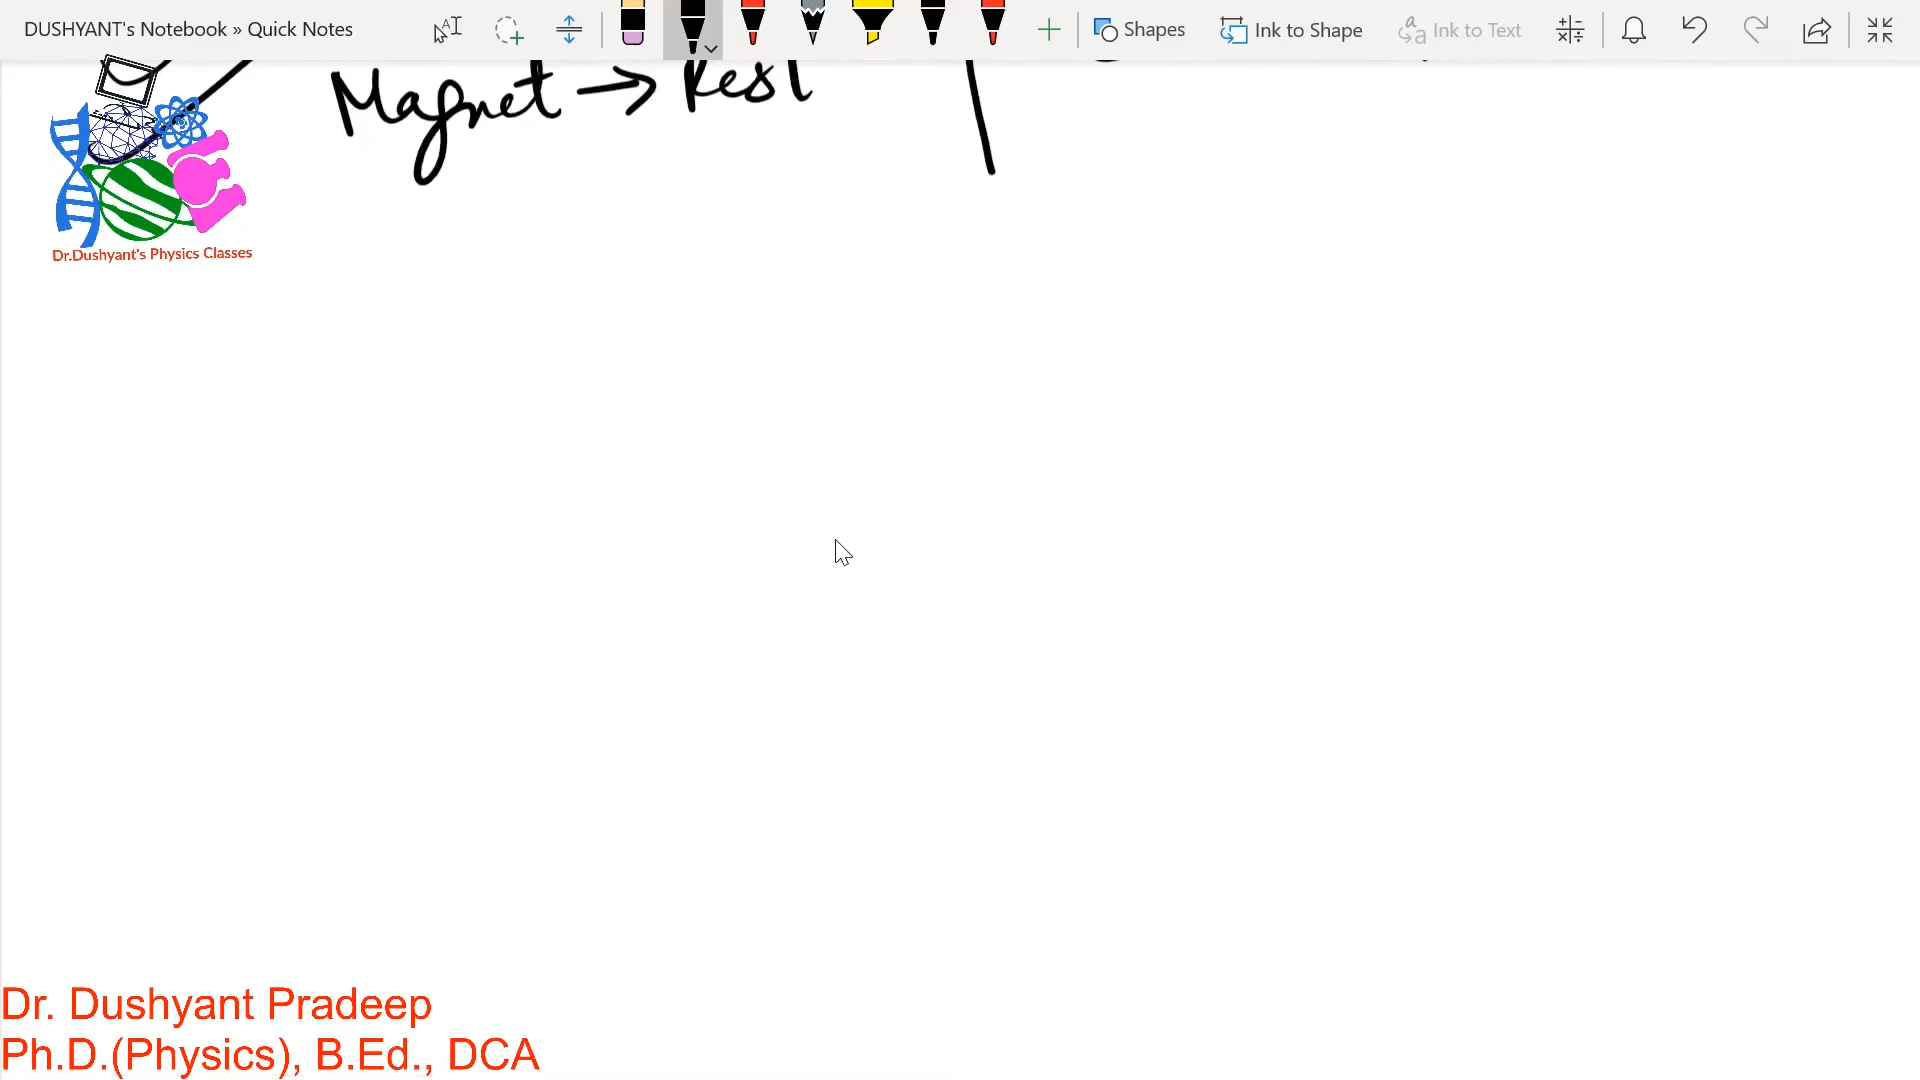 DUSHYANT's Notebook » Quick Notes
Shapes
Ink to Shape
Ink to Text
Magnet → Rest
Dr.Dushyant's Physics Classes
Dr. Dushyant Pradeep
Ph.D.(Physics), B.Ed., DCA